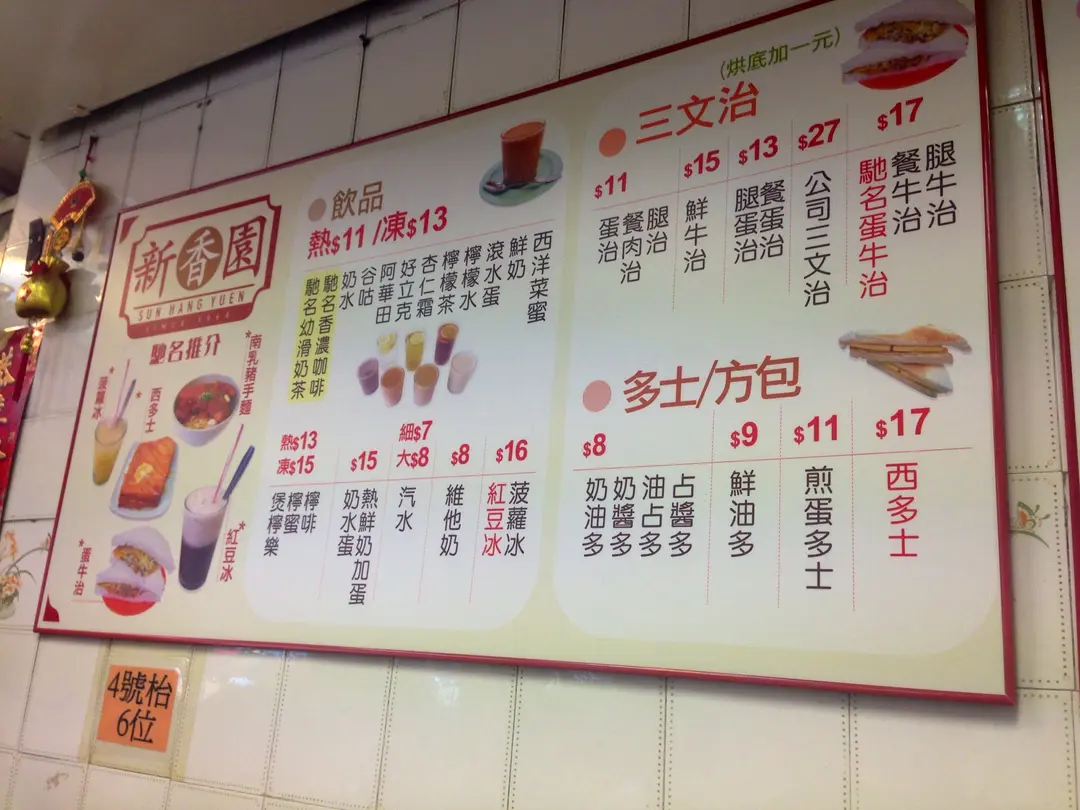 新香園
SUN HANG YUEN
SINCE 1968
馳名推介
*南乳豬手麵
*西多士
菠蘿冰
*紅豆冰
*蛋牛治
飲品
熱$11 /凍$13
西洋菜蜜
鮮奶
滾水蛋
檸檬水
檸檬茶
杏仁霜
好立克
阿華田
谷咕
奶水
馳名香濃咖啡
馳名幼滑奶茶
熱$13
凍$15
檸啡
檸蜜
煲檸樂
$15
熱鮮奶加蛋
奶水蛋
細$7
大$8
汽水
$8
維他奶
$16
菠蘿冰
紅豆冰
(烘底加一元)
三文治
$11
腿治
餐肉治
蛋治
$15
鮮牛治
$13
餐蛋治
腿蛋治
$27
公司三文治
$17
腿牛治
餐牛治
馳名蛋牛治
多士/方包
$8
占醬多
油占多
奶醬多
奶油多
$9
鮮油多
$11
煎蛋多士
$17
西多士
4號枱
6位